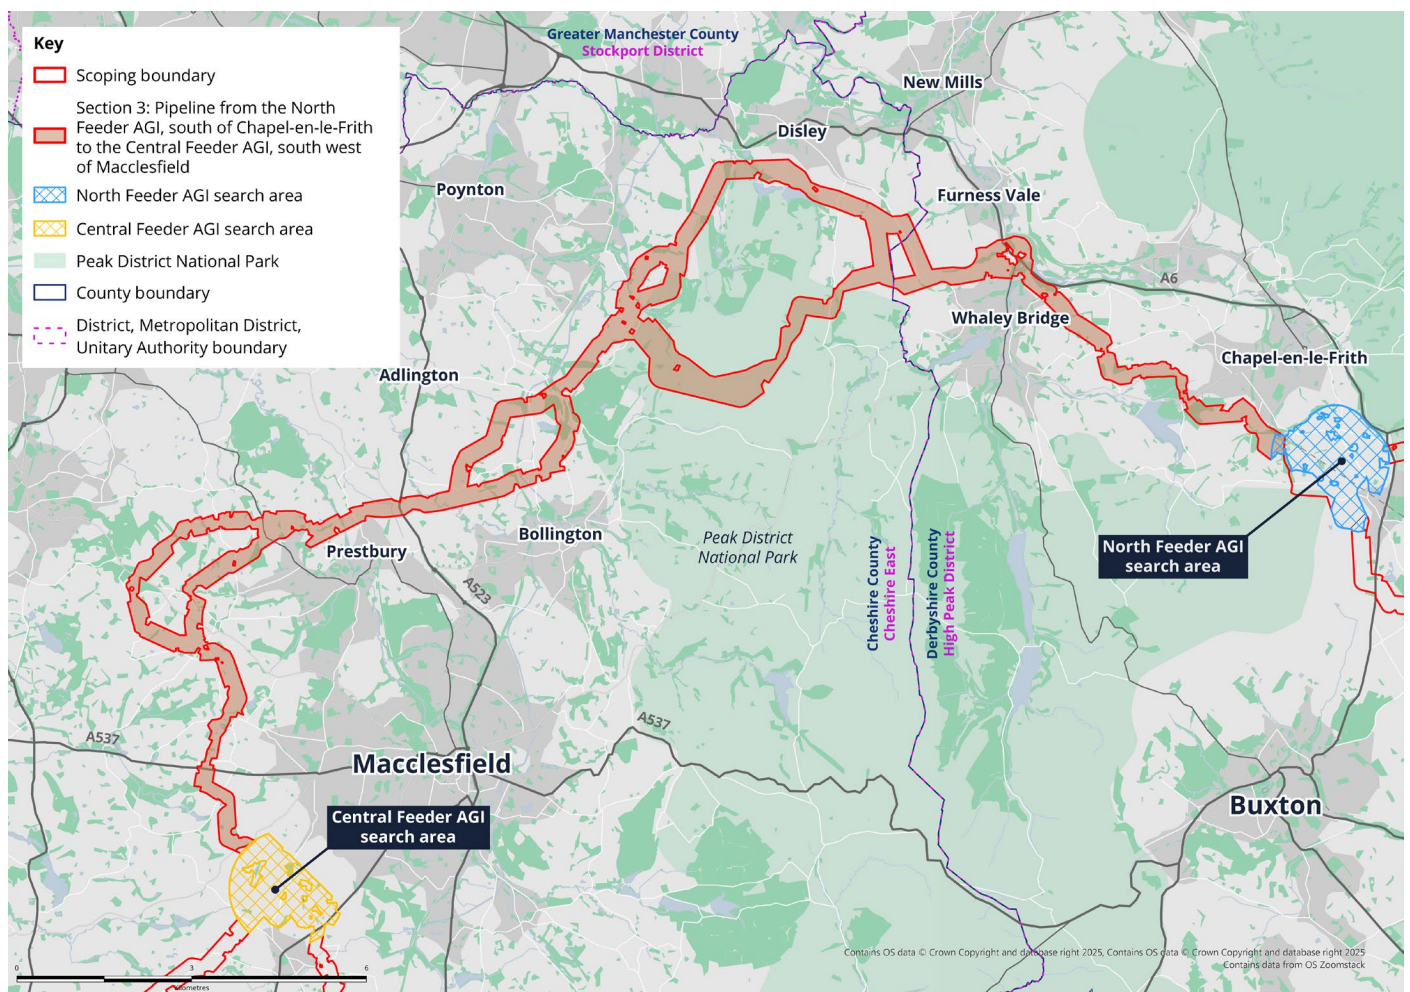 Key
Scoping boundary
Section 3: Pipeline from the North
Feeder AGI, south of Chapel-en-le-Frith
to the Central Feeder AGI, south west
of Macclesfield
North Feeder AGI search area
Central Feeder AGI search area
Peak District National Park
County boundary
District, Metropolitan District,
Unitary Authority boundary
Greater Manchester County
Stockport District
New Mills
Disley
Poynton
Furness Vale
A6
Whaley Bridge
Chapel-en-le-Frith
Adlington
Bollington
Prestbury
Peak District
National Park
Cheshire County
Cheshire East
Derbyshire County
High Peak District
North Feeder AGI
search area
A523
A537
A537
Macclesfield
Buxton
Central Feeder AGI
search area
Contains OS data © Crown Copyright and database right 2025, Contains OS data © Crown Copyright and database right 2025
Contains data from OS Zoomstack
0 3 6
Kilometres